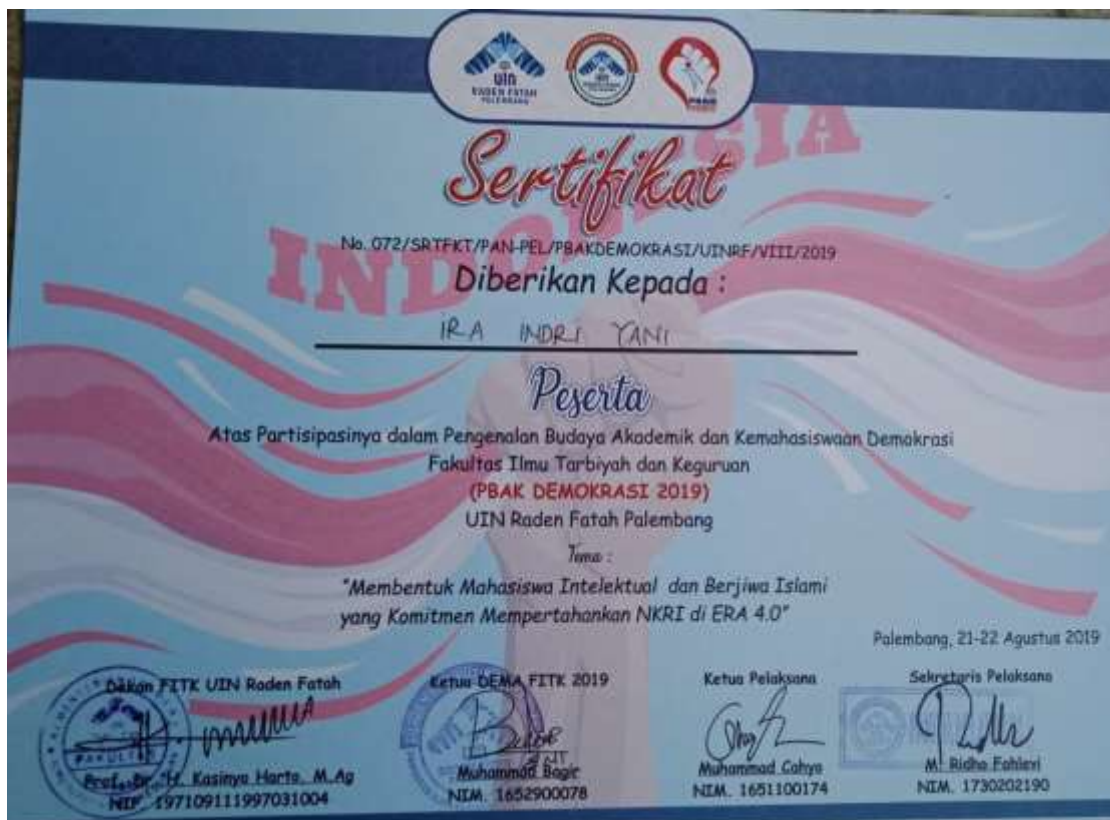 UIN
RADEN FATAH
PALEMBANG
UIN
PBAK
INDONESIA
Sertifikat
No. 072/SRTFKT/PAN-PEL/PBAKDEMOKRASI/UINRF/VIII/2019
Diberikan Kepada :
IRA INDRI YANI
Peserta
Atas Partisipasinya dalam Pengenalan Budaya Akademik dan Kemahasiswaan Demokrasi
Fakultas Ilmu Tarbiyah dan Keguruan
(PBAK DEMOKRASI 2019)
UIN Raden Fatah Palembang
Tema :
"Membentuk Mahasiswa Intelektual dan Berjiwa Islami
yang Komitmen Mempertahankan NKRI di ERA 4.0"
Palembang, 21-22 Agustus 2019
Dekan FITK UIN Raden Fatah
Ketua DEMA FITK 2019
Ketua Pelaksana
Sekretaris Pelaksana
Prof. Dr. H. Kasinyo Harto, M.Ag
NIP. 197109111997031004
Muhammad Bagir
NIM. 1652900078
Muhammad Cahyo
NIM. 1651100174
M. Ridho Fahlevi
NIM. 1730202190